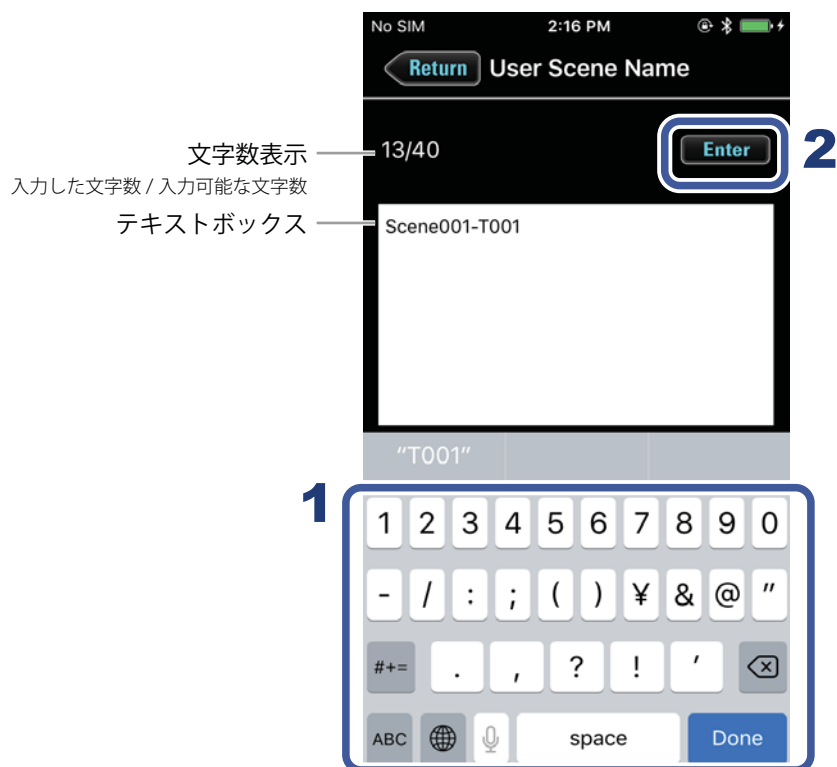 No SIM 2:16 PM
Return User Scene Name
文字数表示 13/40 Enter 2
入力した文字数 / 入力可能な文字数
テキストボックス Scene001-T001
“T001”
1
1 2 3 4 5 6 7 8 9 0
- / : ; ( ) ¥ & @ "
#+= . , ? ! '
ABC space Done